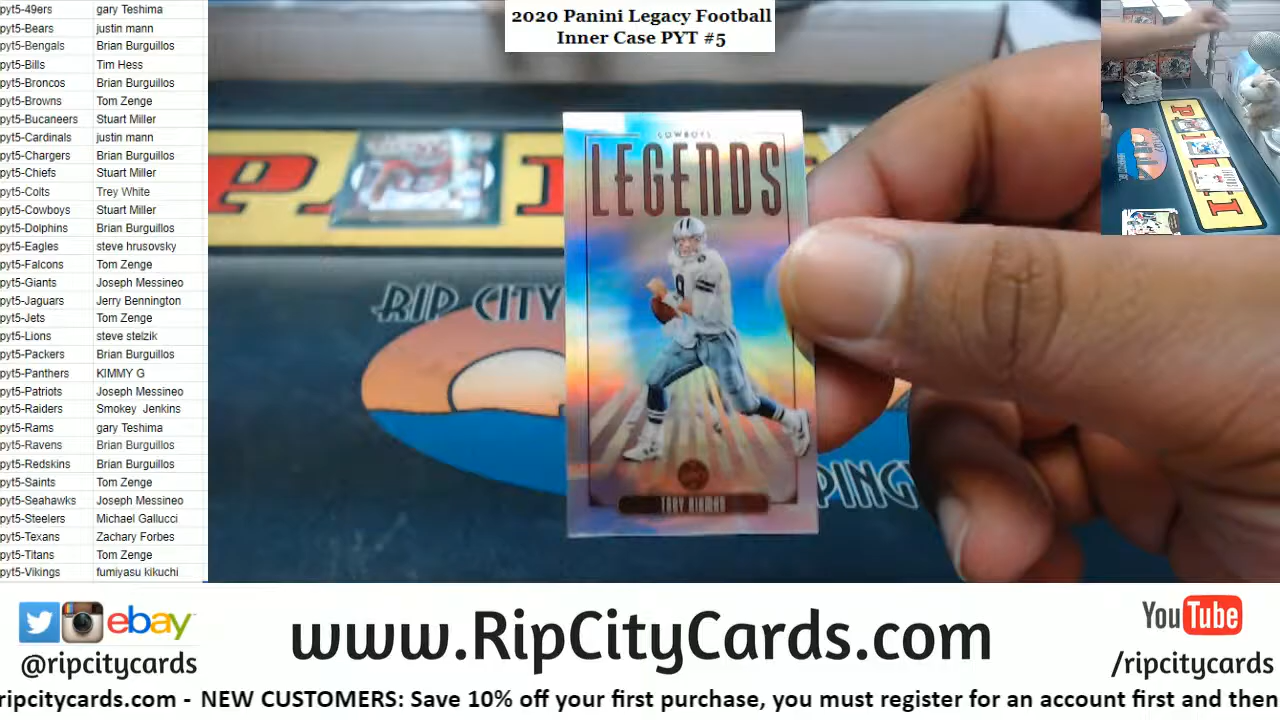 2020 Panini Legacy Football
Inner Case PYT #5
pyt5-49ers gary Teshima
pyt5-Bears justin mann
pyt5-Bengals Brian Burguillos
pyt5-Bills Tim Hess
pyt5-Broncos Brian Burguillos
pyt5-Browns Tom Zenge
pyt5-Bucaneers Stuart Miller
pyt5-Cardinals justin mann
pyt5-Chargers Brian Burguillos
pyt5-Chiefs Stuart Miller
pyt5-Colts Trey White
pyt5-Cowboys Stuart Miller
pyt5-Dolphins Brian Burguillos
pyt5-Eagles steve hrusovsky
pyt5-Falcons Tom Zenge
pyt5-Giants Joseph Messineo
pyt5-Jaguars Jerry Bennington
pyt5-Jets Tom Zenge
pyt5-Lions steve stelzik
pyt5-Packers Brian Burguillos
pyt5-Panthers KIMMY G
pyt5-Patriots Joseph Messineo
pyt5-Raiders Smokey Jenkins
pyt5-Rams gary Teshima
pyt5-Ravens Brian Burguillos
pyt5-Redskins Brian Burguillos
pyt5-Saints Tom Zenge
pyt5-Seahawks Joseph Messineo
pyt5-Steelers Michael Gallucci
pyt5-Texans Zachary Forbes
pyt5-Titans Tom Zenge
pyt5-Vikings fumiyasu kikuchi
COWBOYS
LEGENDS
9
TROY AIKMAN
RIP CITY
ebay
@ripcitycards
www.RipCityCards.com
YouTube
/ripcitycards
ripcitycards.com - NEW CUSTOMERS: Save 10% off your first purchase, you must register for an account first and then